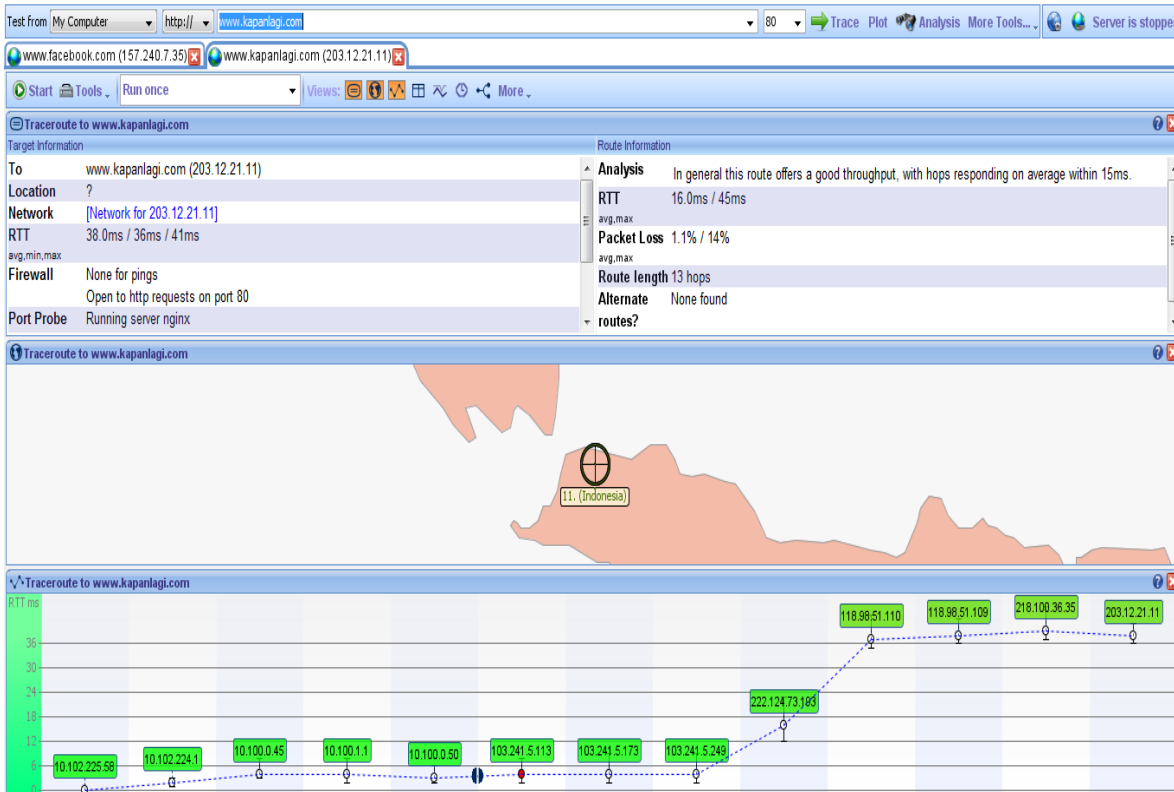 Test from My Computer http:// www.kapanlagi.com 80 Trace Plot Analysis More Tools... Server is stoppe
www.facebook.com (157.240.7.35) www.kapanlagi.com (203.12.21.11)
Start Tools Run once Views: More
Traceroute to www.kapanlagi.com
Target Information
To www.kapanlagi.com (203.12.21.11)
Location ?
Network [Network for 203.12.21.11]
RTT 38.0ms / 36ms / 41ms
avg,min,max
Firewall None for pings
Open to http requests on port 80
Port Probe Running server nginx
Route Information
Analysis In general this route offers a good throughput, with hops responding on average within 15ms.
RTT 16.0ms / 45ms
avg,max
Packet Loss 1.1% / 14%
avg,max
Route length 13 hops
Alternate None found
routes?
Traceroute to www.kapanlagi.com
11. (Indonesia)
Traceroute to www.kapanlagi.com
RTT ms
36
30
24
18
12
6
0
10.102.225.58
10.102.224.1
10.100.0.45
10.100.1.1
10.100.0.50
103.241.5.113
103.241.5.173
103.241.5.249
222.124.73.193
118.98.51.110
118.98.51.109
218.100.36.35
203.12.21.11